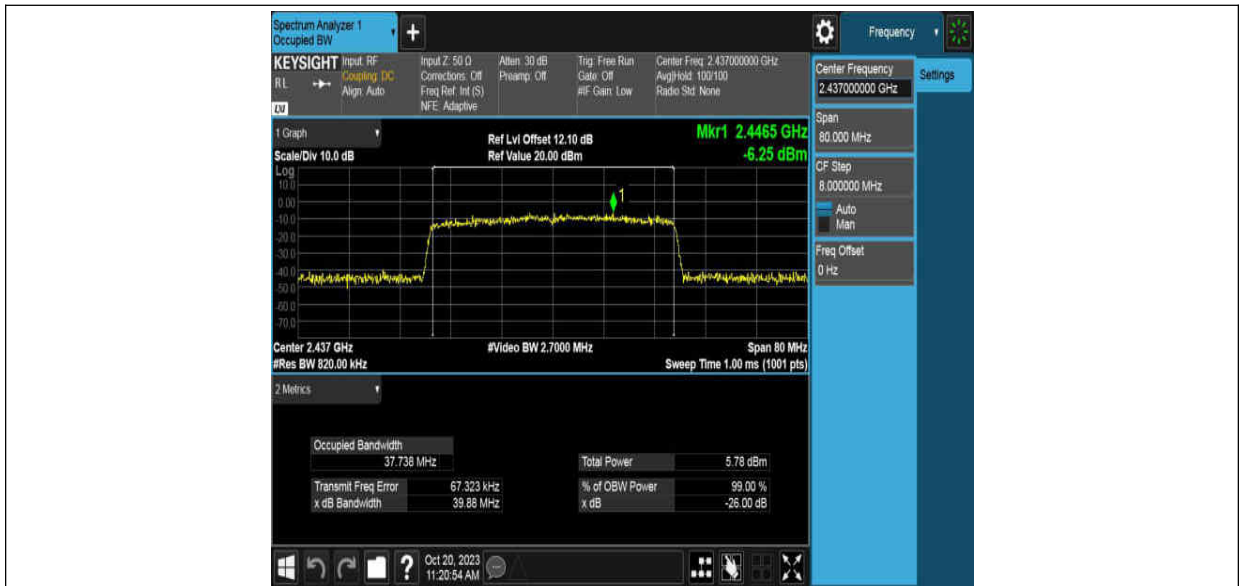 Spectrum Analyzer 1
Occupied BW
Frequency
KEYSIGHT
RL
LXI
Input: RF
Coupling: DC
Align: Auto
Input Z: 50 Ω
Corrections: Off
Freq Ref: Int (S)
NFE: Adaptive
Atten: 30 dB
Preamp: Off
Trig: Free Run
Gate: Off
#IF Gain: Low
Center Freq: 2.437000000 GHz
Avg|Hold: 100/100
Radio Std: None
Center Frequency
2.437000000 GHz
Settings
Span
80.000 MHz
CF Step
8.000000 MHz
Auto
Man
Freq Offset
0 Hz
1 Graph
Scale/Div 10.0 dB
Ref Lvl Offset 12.10 dB
Ref Value 20.00 dBm
Mkr1 2.4465 GHz
-6.25 dBm
Log
10.0
0.00
-10.0
-20.0
-30.0
-40.0
-50.0
-60.0
-70.0
1
Center 2.437 GHz
#Res BW 820.00 kHz
#Video BW 2.7000 MHz
Span 80 MHz
Sweep Time 1.00 ms (1001 pts)
2 Metrics
Occupied Bandwidth
37.738 MHz
Total Power 5.78 dBm
Transmit Freq Error 67.323 kHz
% of OBW Power 99.00 %
x dB Bandwidth 39.88 MHz
x dB -26.00 dB
?
Oct 20, 2023
11:20:54 AM